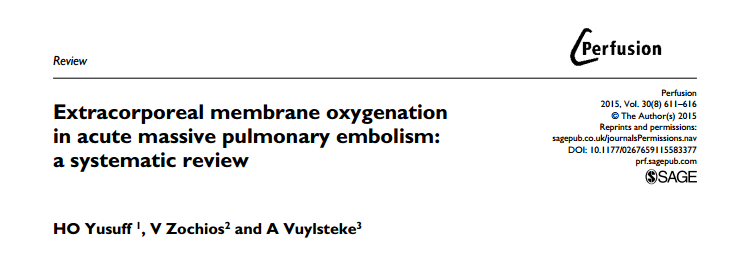 Review
Perfusion
Perfusion
2015, Vol. 30(8) 611–616
© The Author(s) 2015
Reprints and permissions:
sagepub.co.uk/journalsPermissions.nav
DOI: 10.1177/0267659115583377
prf.sagepub.com
SAGE
Extracorporeal membrane oxygenation
in acute massive pulmonary embolism:
a systematic review
HO Yusuff 1, V Zochios2 and A Vuylsteke3